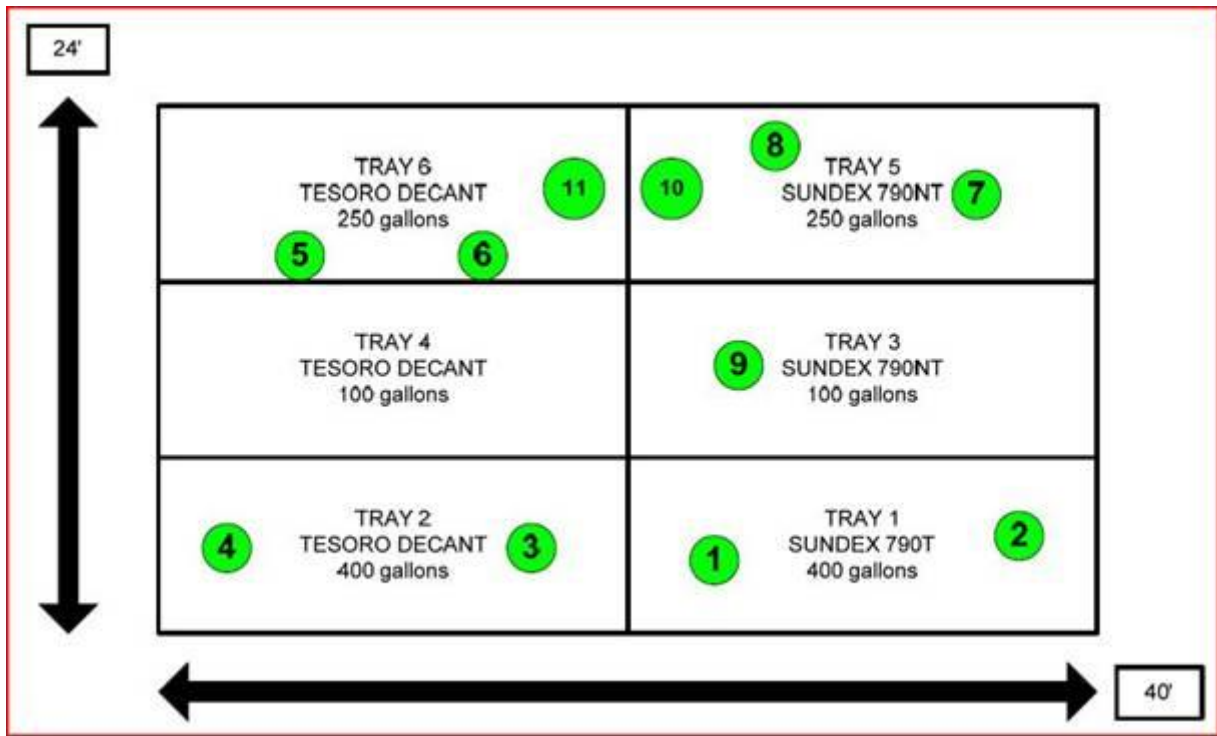 24'
TRAY 6
TESORO DECANT
250 gallons
11
5
6
10
8
TRAY 5
SUNDEX 790NT
250 gallons
7
TRAY 4
TESORO DECANT
100 gallons
9
TRAY 3
SUNDEX 790NT
100 gallons
4
TRAY 2
TESORO DECANT
400 gallons
3
1
TRAY 1
SUNDEX 790T
400 gallons
2
40'